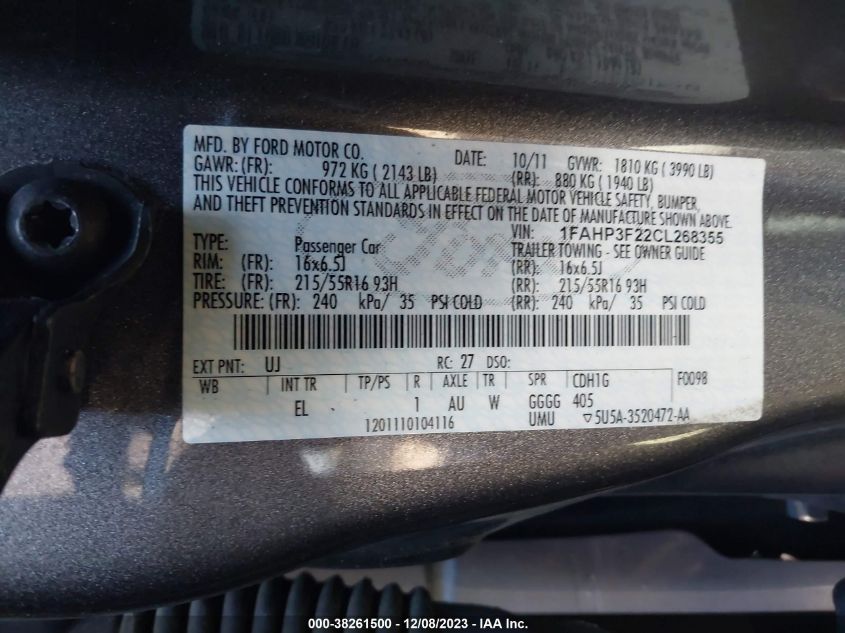 MFD. BY FORD MOTOR CO. DATE: 10/11 GVWR: 1810 KG ( 3990 LB)
GAWR: (FR): 972 KG ( 2143 LB) (RR): 880 KG ( 1940 LB)
THIS VEHICLE CONFORMS TO ALL APPLICABLE FEDERAL MOTOR VEHICLE SAFETY, BUMPER,
AND THEFT PREVENTION STANDARDS IN EFFECT ON THE DATE OF MANUFACTURE SHOWN ABOVE.
VIN: 1FAHP3F22CL268355
TYPE: Passenger Car TRAILER TOWING - SEE OWNER GUIDE
RIM: (FR): 16x6.5J (RR): 16x6.5J
TIRE: (FR): 215/55R16 93H (RR): 215/55R16 93H
PRESSURE: (FR): 240 kPa/ 35 PSI COLD (RR): 240 kPa/ 35 PSI COLD
EXT PNT: UJ RC: 27 DSO:
WB INT TR TP/PS R AXLE TR SPR CDH1G F0098
EL 1 AU W GGGG 405
1201110104116 UMU ▽5U5A-3520472-AA
000-38261500 - 12/08/2023 - IAA Inc.